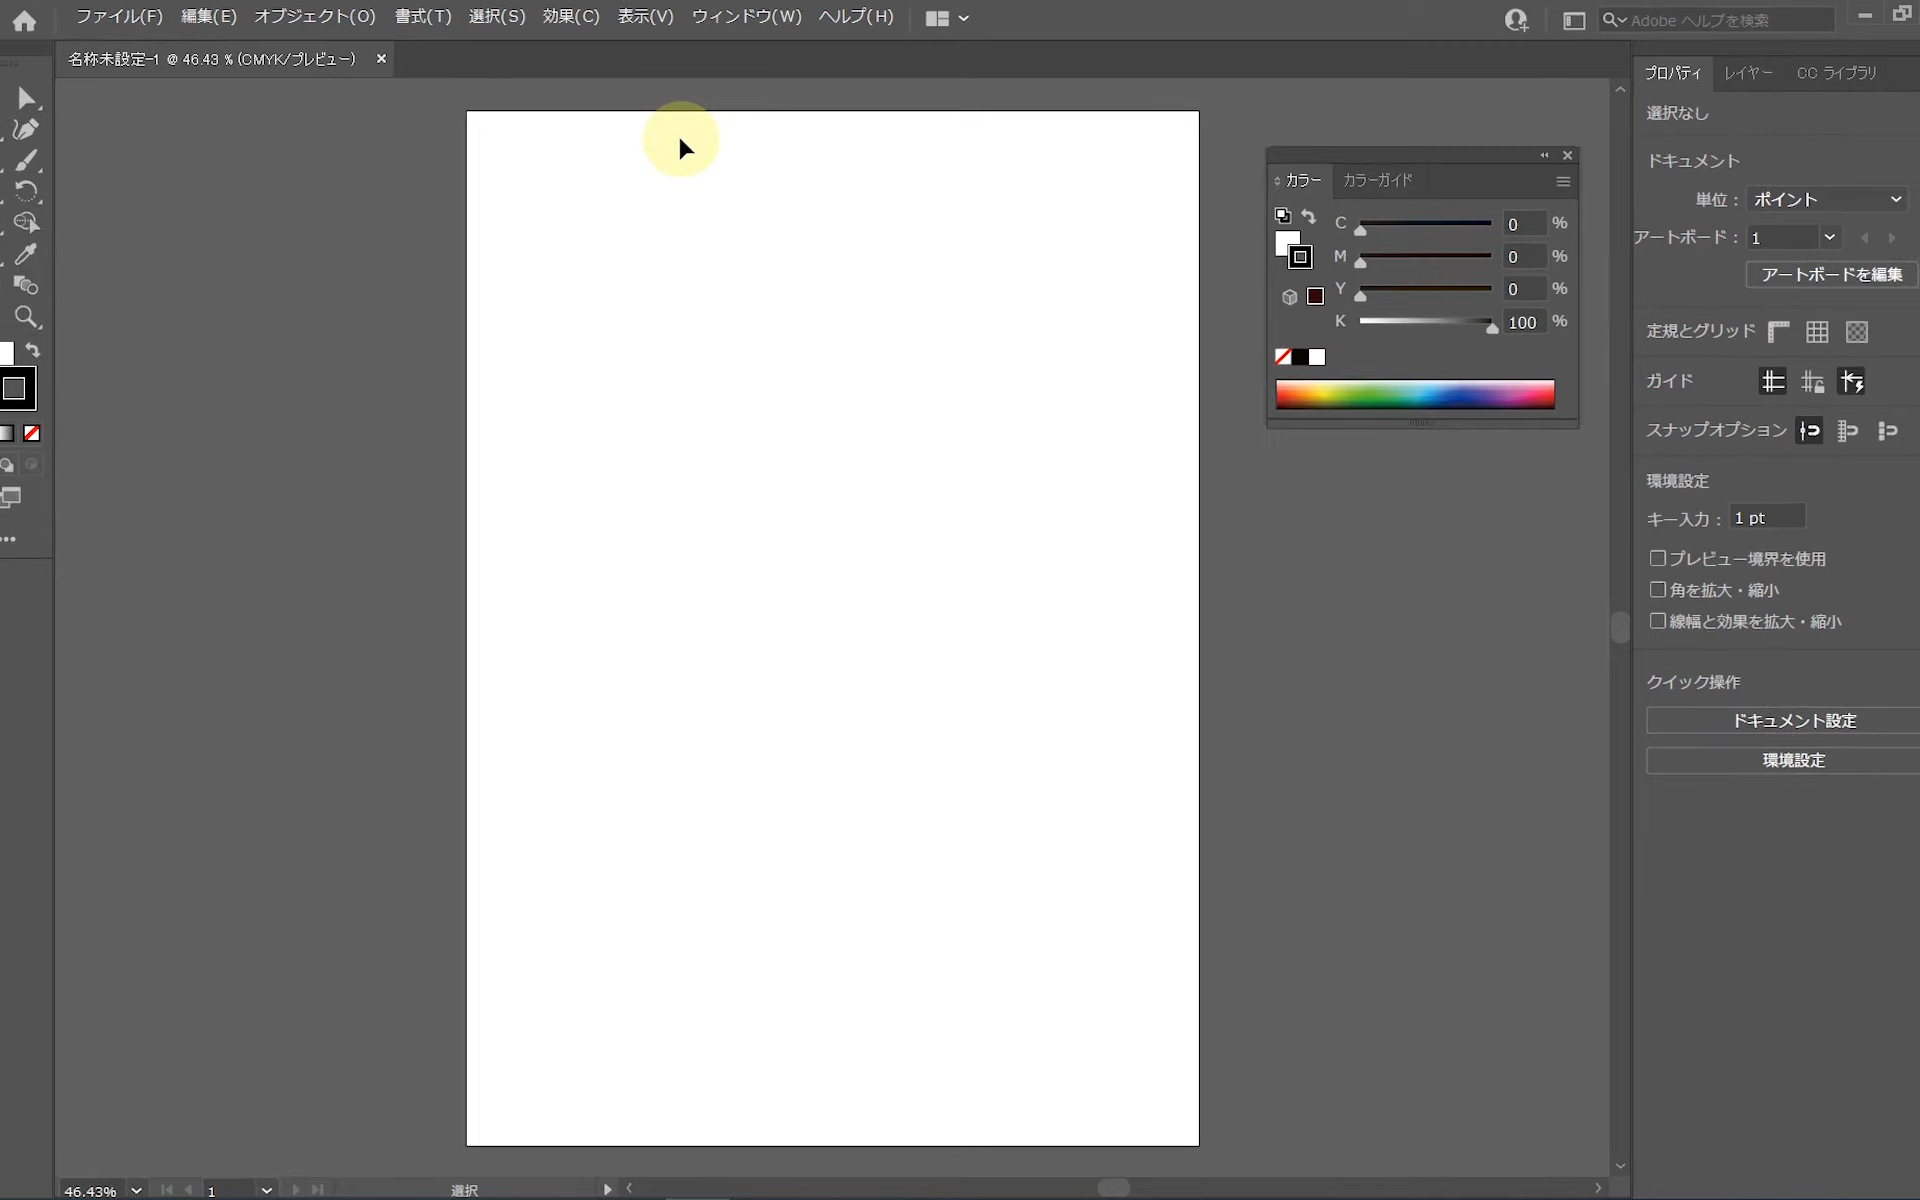 ファイル(F) 編集(E) オブジェクト(O) 書式(T) 選択(S) 効果(C) 表示(V) ウィンドウ(W) ヘルプ(H)
Adobe ヘルプを検索
名称未設定-1 @ 46.43 % (CMYK/プレビュー) ×
プロパティ レイヤー CC ライブラリ
選択なし
ドキュメント
単位： ポイント
アートボード： 1
アートボードを編集
定規とグリッド
ガイド
スナップオプション
環境設定
キー入力： 1 pt
プレビュー境界を使用
角を拡大・縮小
線幅と効果を拡大・縮小
クイック操作
ドキュメント設定
環境設定
カラー カラーガイド
C 0 %
M 0 %
Y 0 %
K 100 %
46.43% 1 選択